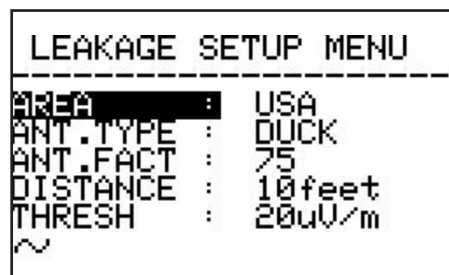 LEAKAGE SETUP MENU
AREA : USA
ANT.TYPE : DUCK
ANT.FACT : 75
DISTANCE : 10feet
THRESH : 20uV/m
~